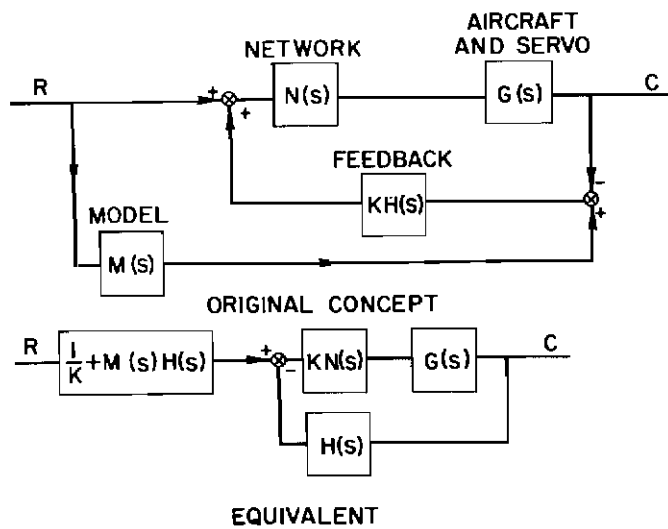 AIRCRAFT
AND SERVO
NETWORK
R
+
N(s)
G(s)
C
+
FEEDBACK
-
KH(s)
+
MODEL
M(s)
ORIGINAL CONCEPT
R
1/K + M(s) H(s)
+
-
KN(s)
G(s)
C
H(s)
EQUIVALENT